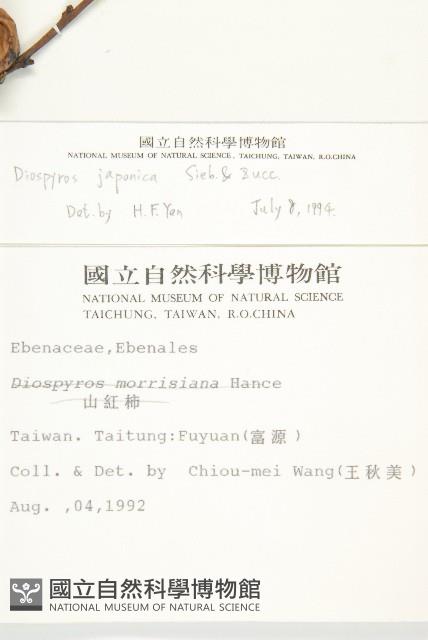 國立自然科學博物館
NATIONAL MUSEUM OF NATURAL SCIENCE, TAICHUNG, TAIWAN, R.O.CHINA
Diospyros japonica Sieb. & Zucc.
Det. by H. F. Yen July 8, 1994.
國立自然科學博物館
NATIONAL MUSEUM OF NATURAL SCIENCE
TAICHUNG, TAIWAN, R.O.CHINA
Ebenaceae,Ebenales
Diospyros morrisiana Hance
山紅柿
Taiwan. Taitung:Fuyuan(富源)
Coll. & Det. by Chiou-mei Wang(王秋美)
Aug. ,04,1992
國立自然科學博物館
NATIONAL MUSEUM OF NATURAL SCIENCE